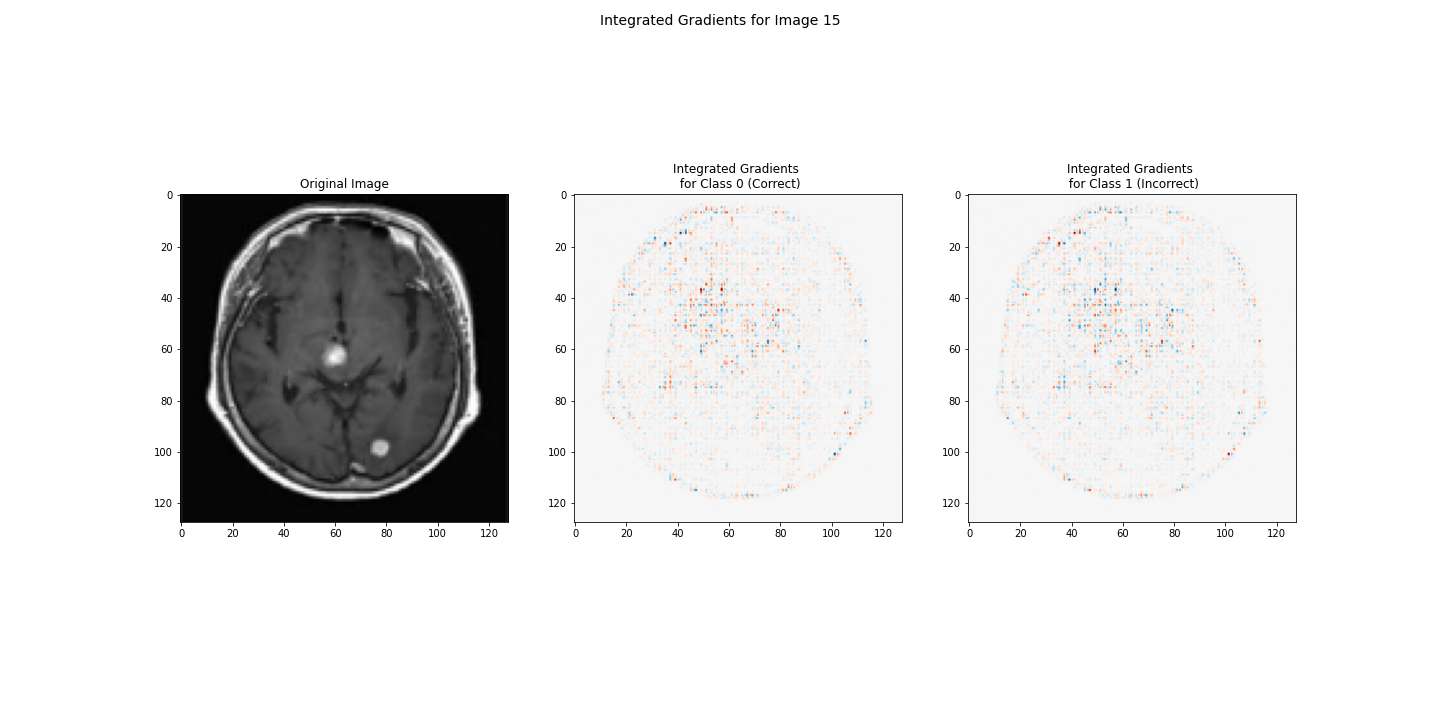 Integrated Gradients for Image 15
Original Image
0
20
40
60
80
100
120
0 20 40 60 80 100 120
Integrated Gradients
for Class 0 (Correct)
0
20
40
60
80
100
120
0 20 40 60 80 100 120
Integrated Gradients
for Class 1 (Incorrect)
0
20
40
60
80
100
120
0 20 40 60 80 100 120